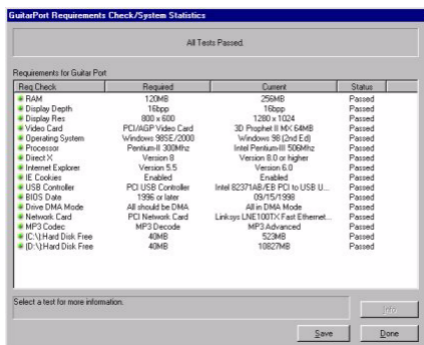 GuitarPort Requirements Check/System Statistics
All Tests Passed.
Requirements for Guitar Port
Req Check Required Current Status
RAM 120MB 256MB Passed
Display Depth 16bpp 16bpp Passed
Display Res 800 x 600 1280 x 1024 Passed
Video Card PCI/AGP Video Card 3D Prophet II MX 64MB Passed
Operating System Windows 98SE/2000 Windows 98 (2nd Ed) Passed
Processor Pentium-II 300Mhz Intel Pentium-III 506Mhz Passed
Direct X Version 8 Version 8.0 or higher Passed
Internet Explorer Version 5.5 Version 6.0 Passed
IE Cookies Enabled Enabled Passed
USB Controller PCI USB Controller Intel 82371AB/EB PCI to USB U... Passed
BIOS Date 1996 or later 09/15/1998 Passed
Drive DMA Mode All should be DMA All in DMA Mode Passed
Network Card PCI Network Card Linksys LNE100TX Fast Ethernet... Passed
MP3 Codec MP3 Decode MP3 Advanced Passed
(C:\) Hard Disk Free 40MB 523MB Passed
(D:\) Hard Disk Free 40MB 10827MB Passed
Select a test for more information.
Info
Save Done